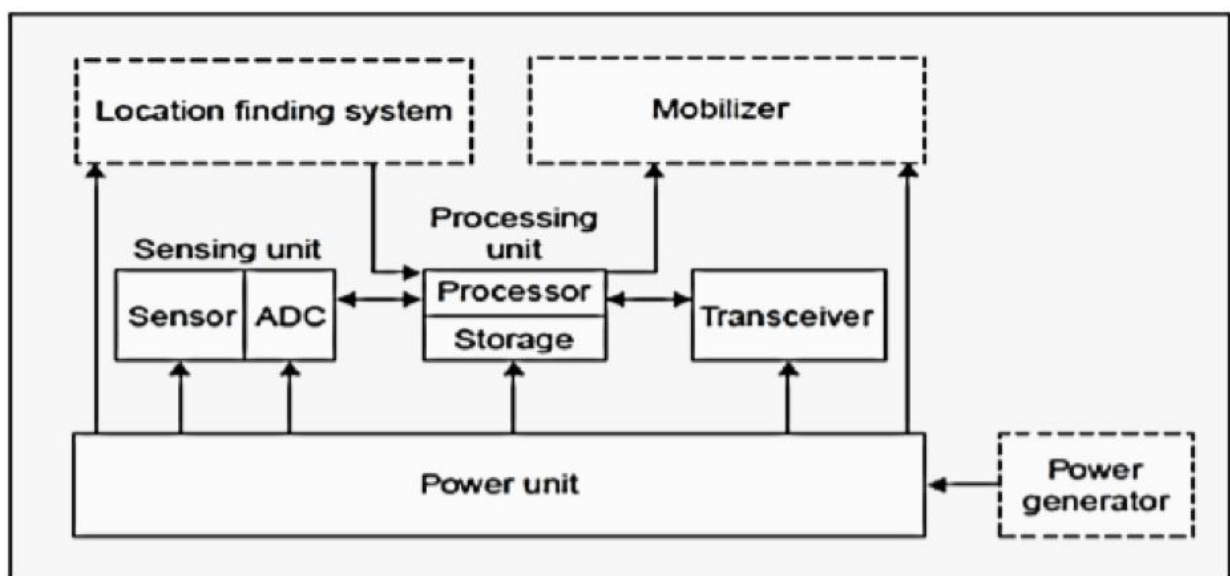 Location finding system
Mobilizer
Processing
unit
Sensing unit
Processor
Sensor
ADC
Transceiver
Storage
Power unit
Power
generator